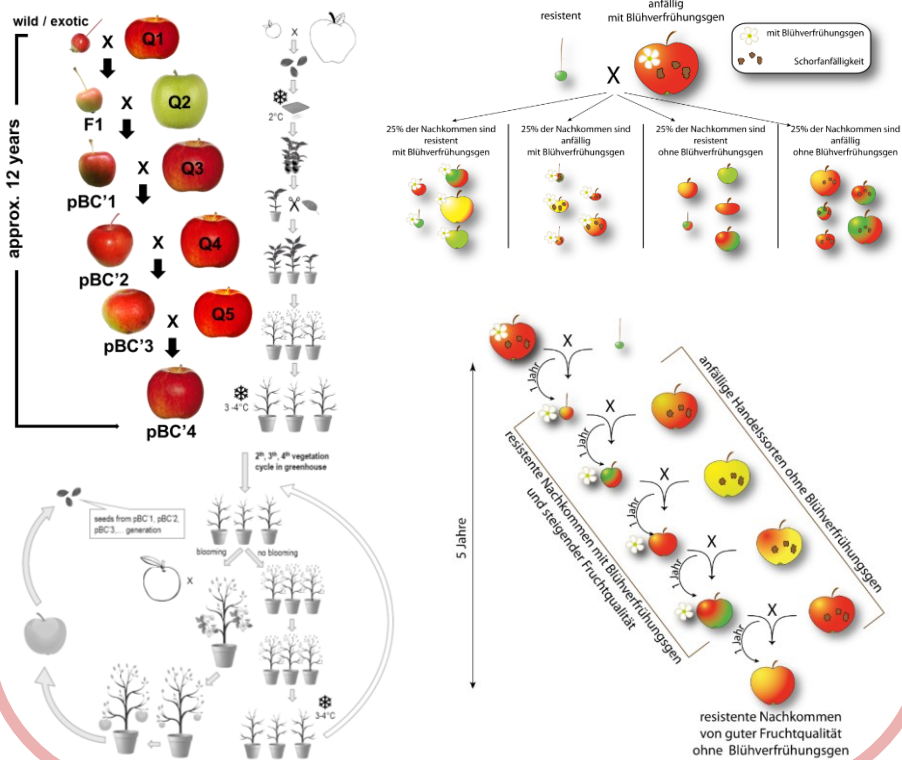 wild / exotic
X
Q1
F1
X
Q2
pBC'1
X
Q3
pBC'2
X
Q4
pBC'3
X
Q5
pBC'4
approx. 12 years
X
2°C
3 -4°C
2th, 3th, 4th vegetation
cycle in greenhouse
seeds from pBC'1, pBC'2,
pBC'3,... generation
blooming
no blooming
X
3-4°C
resistent
anfällig
mit Blühverfrühungsgen
X
mit Blühverfrühungsgen
Schorfanfälligkeit
25% der Nachkommen sind
resistent
mit Blühverfrühungsgen
25% der Nachkommen sind
anfällig
mit Blühverfrühungsgen
25% der Nachkommen sind
resistent
ohne Blühverfrühungsgen
25% der Nachkommen sind
anfällig
ohne Blühverfrühungsgen
5 Jahre
X
1 Jahr
X
1 Jahr
X
1 Jahr
X
1 Jahr
X
1 Jahr
anfällige Handelssorten ohne Blühverfrühungsgen
resistente Nachkommen mit Blühverfrühungsgen
und steigender Fruchtqualität
resistente Nachkommen
von guter Fruchtqualität
ohne Blühverfrühungsgen